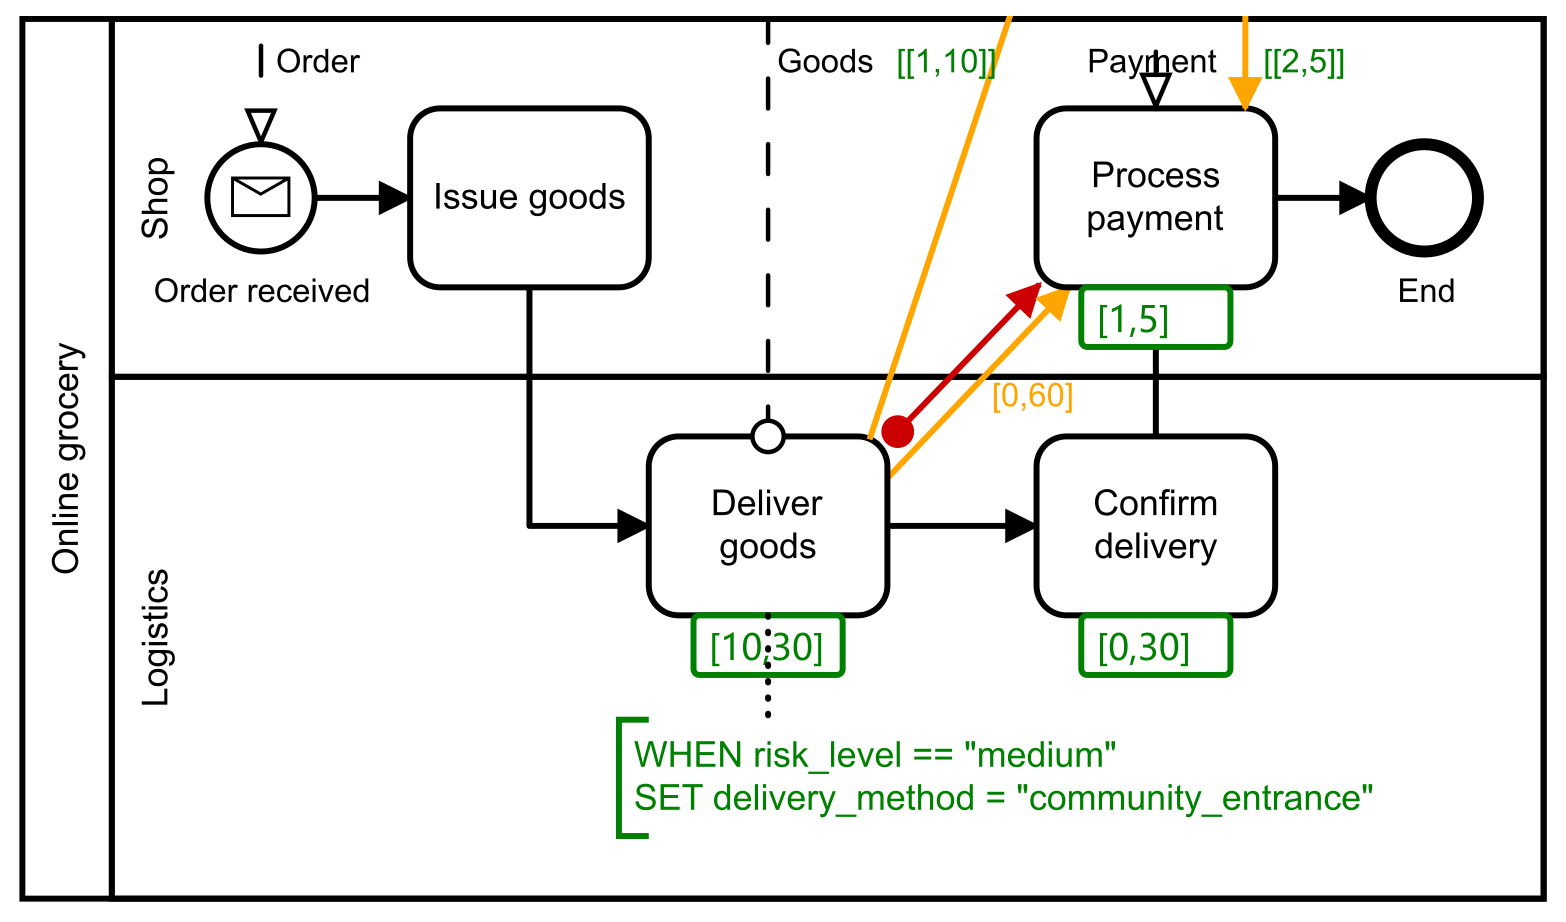 Order
Goods
[[1,10]]
Payment
[[2,5]]
Online grocery
Shop
Order received
Issue goods
Process
payment
[1,5]
End
[0,60]
Logistics
Deliver
goods
[10,30]
Confirm
delivery
[0,30]
WHEN risk_level == "medium"
SET delivery_method = "community_entrance"